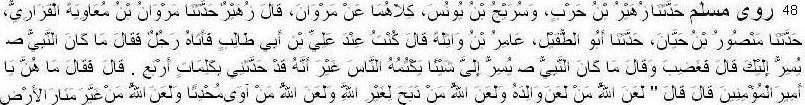 48 روى مسلم حَدَّثَنَا زُهَيْرُ بْنُ حَرْبٍ، وَسُرَيْجُ بْنُ يُونُسَ، كِلاَهُمَا عَنْ مَرْوَانَ، قَالَ زُهَيْرٌ حَدَّثَنَا مَرْوَانُ بْنُ مُعَاوِيَةَ الْفَزَارِيُّ،
حَدَّثَنَا مَنْصُورُ بْنُ حَيَّانَ، حَدَّثَنَا أَبُو الطُّفَيْلِ، عَامِرُ بْنُ وَاثِلَةَ قَالَ كُنْتُ عِنْدَ عَلِيِّ بْنِ أَبِي طَالِبٍ فَأَتَاهُ رَجُلٌ فَقَالَ مَا كَانَ النَّبِيُّ ص
يُسِرُّ إِلَيْكَ قَالَ فَغَضِبَ وَقَالَ مَا كَانَ النَّبِيُّ ص يُسِرُّ إِلَىَّ شَيْئًا يَكْتُمُهُ النَّاسَ غَيْرَ أَنَّهُ قَدْ حَدَّثَنِي بِكَلِمَاتٍ أَرْبَعٍ . قَالَ فَقَالَ مَا هُنَّ يَا
أَمِيرَ الْمُؤْمِنِينَ قَالَ قَالَ " لَعَنَ اللَّهُ مَنْ لَعَنَ وَالِدَهُ وَلَعَنَ اللَّهُ مَنْ ذَبَحَ لِغَيْرِ اللَّهِ وَلَعَنَ اللَّهُ مَنْ آوَى مُحْدِثًا وَلَعَنَ اللَّهُ مَنْ غَيَّرَ مَنَارَ الأَرْضِ